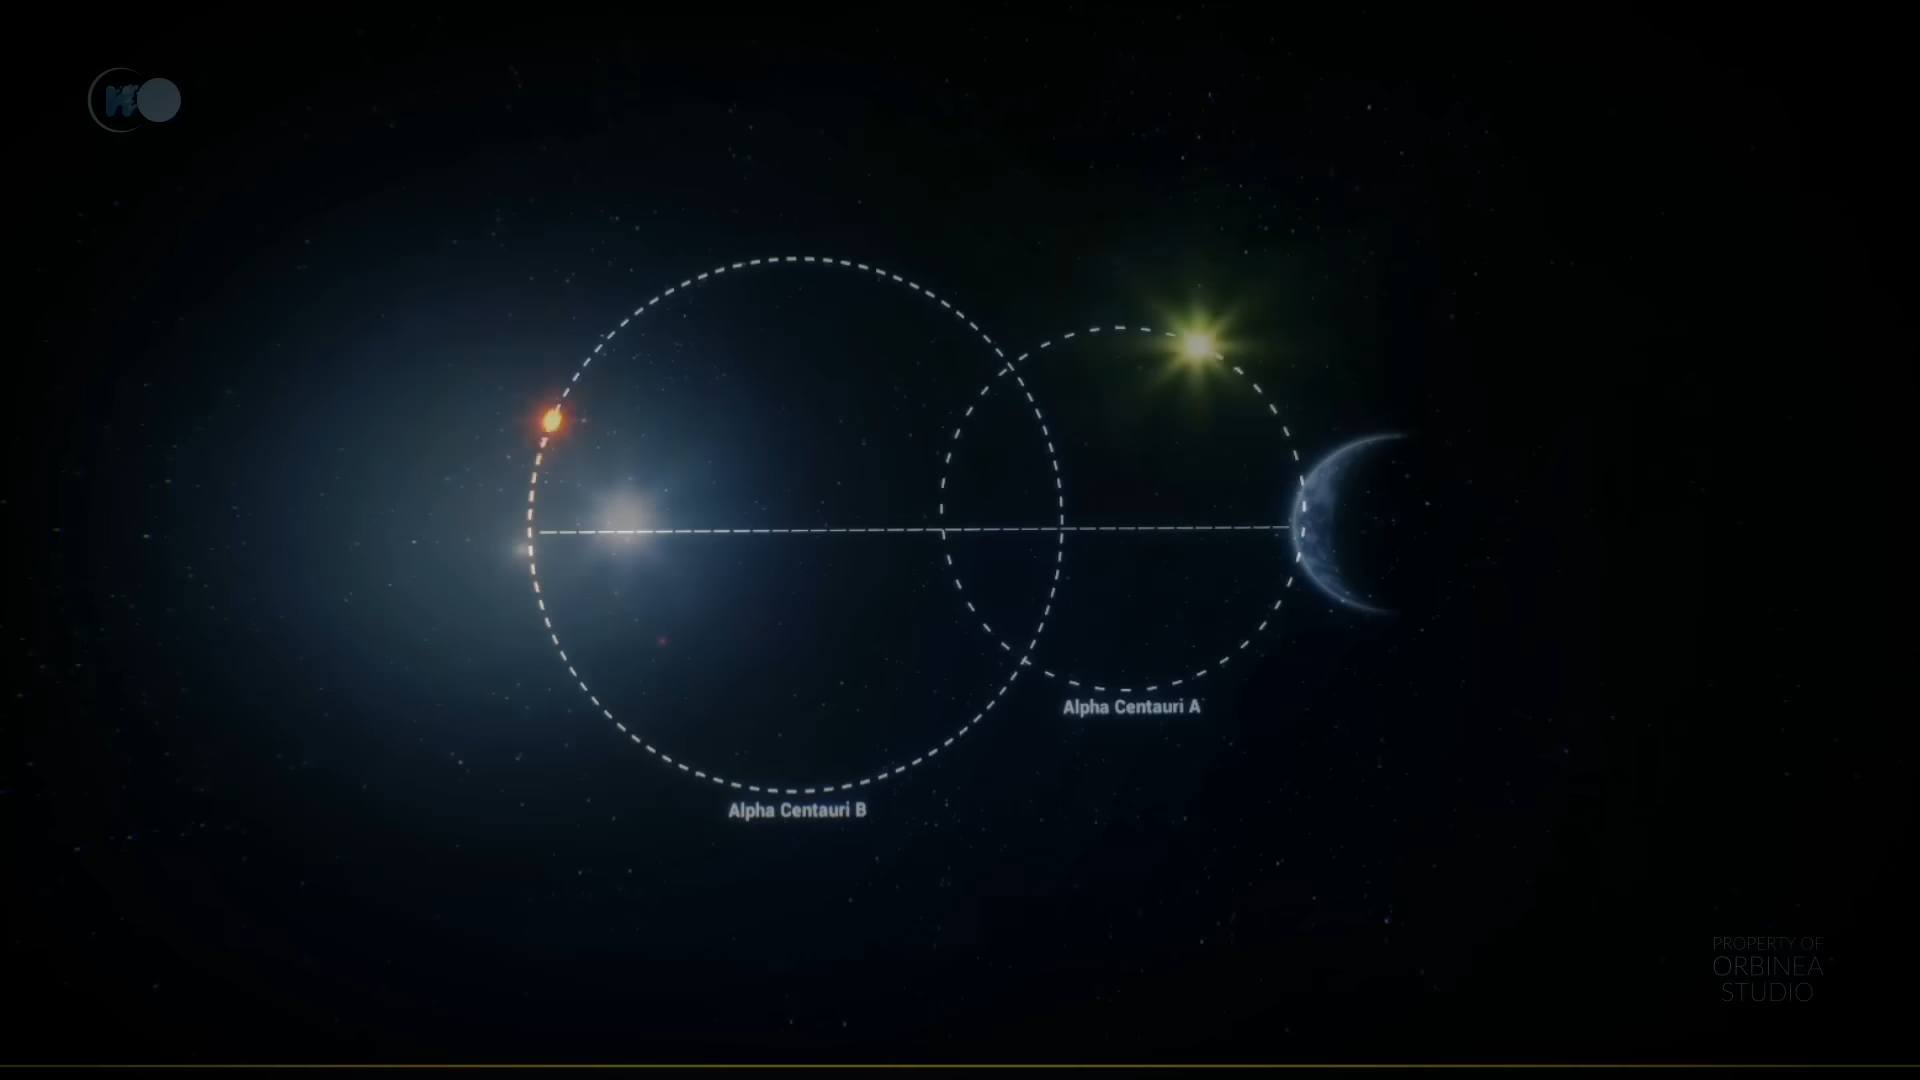 Alpha Centauri A
Alpha Centauri B
PROPERTY OF
ORBINEA
STUDIO